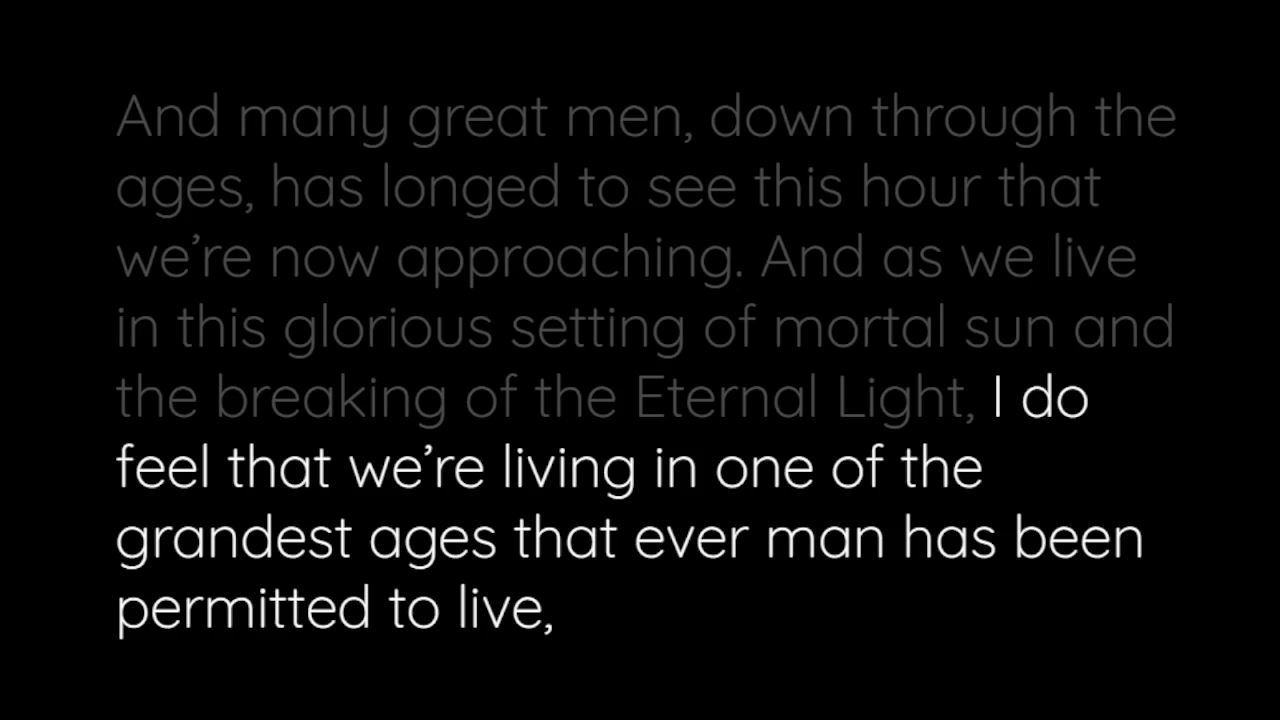 And many great men, down through the
ages, has longed to see this hour that
we’re now approaching. And as we live
in this glorious setting of mortal sun and
the breaking of the Eternal Light, I do
feel that we’re living in one of the
grandest ages that ever man has been
permitted to live,